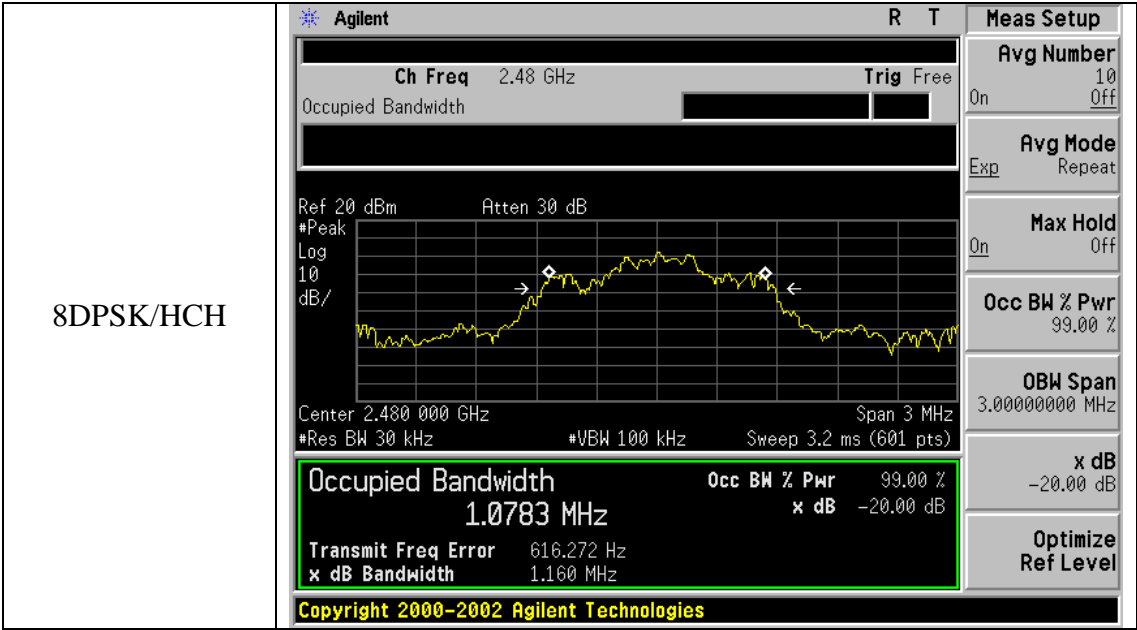 8DPSK/HCH
Agilent R T
Ch Freq 2.48 GHz Trig Free
Occupied Bandwidth
Ref 20 dBm Atten 30 dB
#Peak
Log
10
dB/
Center 2.480 000 GHz Span 3 MHz
#Res BW 30 kHz #VBW 100 kHz Sweep 3.2 ms (601 pts)
Occupied Bandwidth
1.0783 MHz
Occ BW % Pwr 99.00 %
x dB -20.00 dB
Transmit Freq Error 616.272 Hz
x dB Bandwidth 1.160 MHz
Copyright 2000-2002 Agilent Technologies
Meas Setup
Avg Number
10
On Off
Avg Mode
Exp Repeat
Max Hold
On Off
Occ BW % Pwr
99.00 %
OBW Span
3.00000000 MHz
x dB
-20.00 dB
Optimize
Ref Level